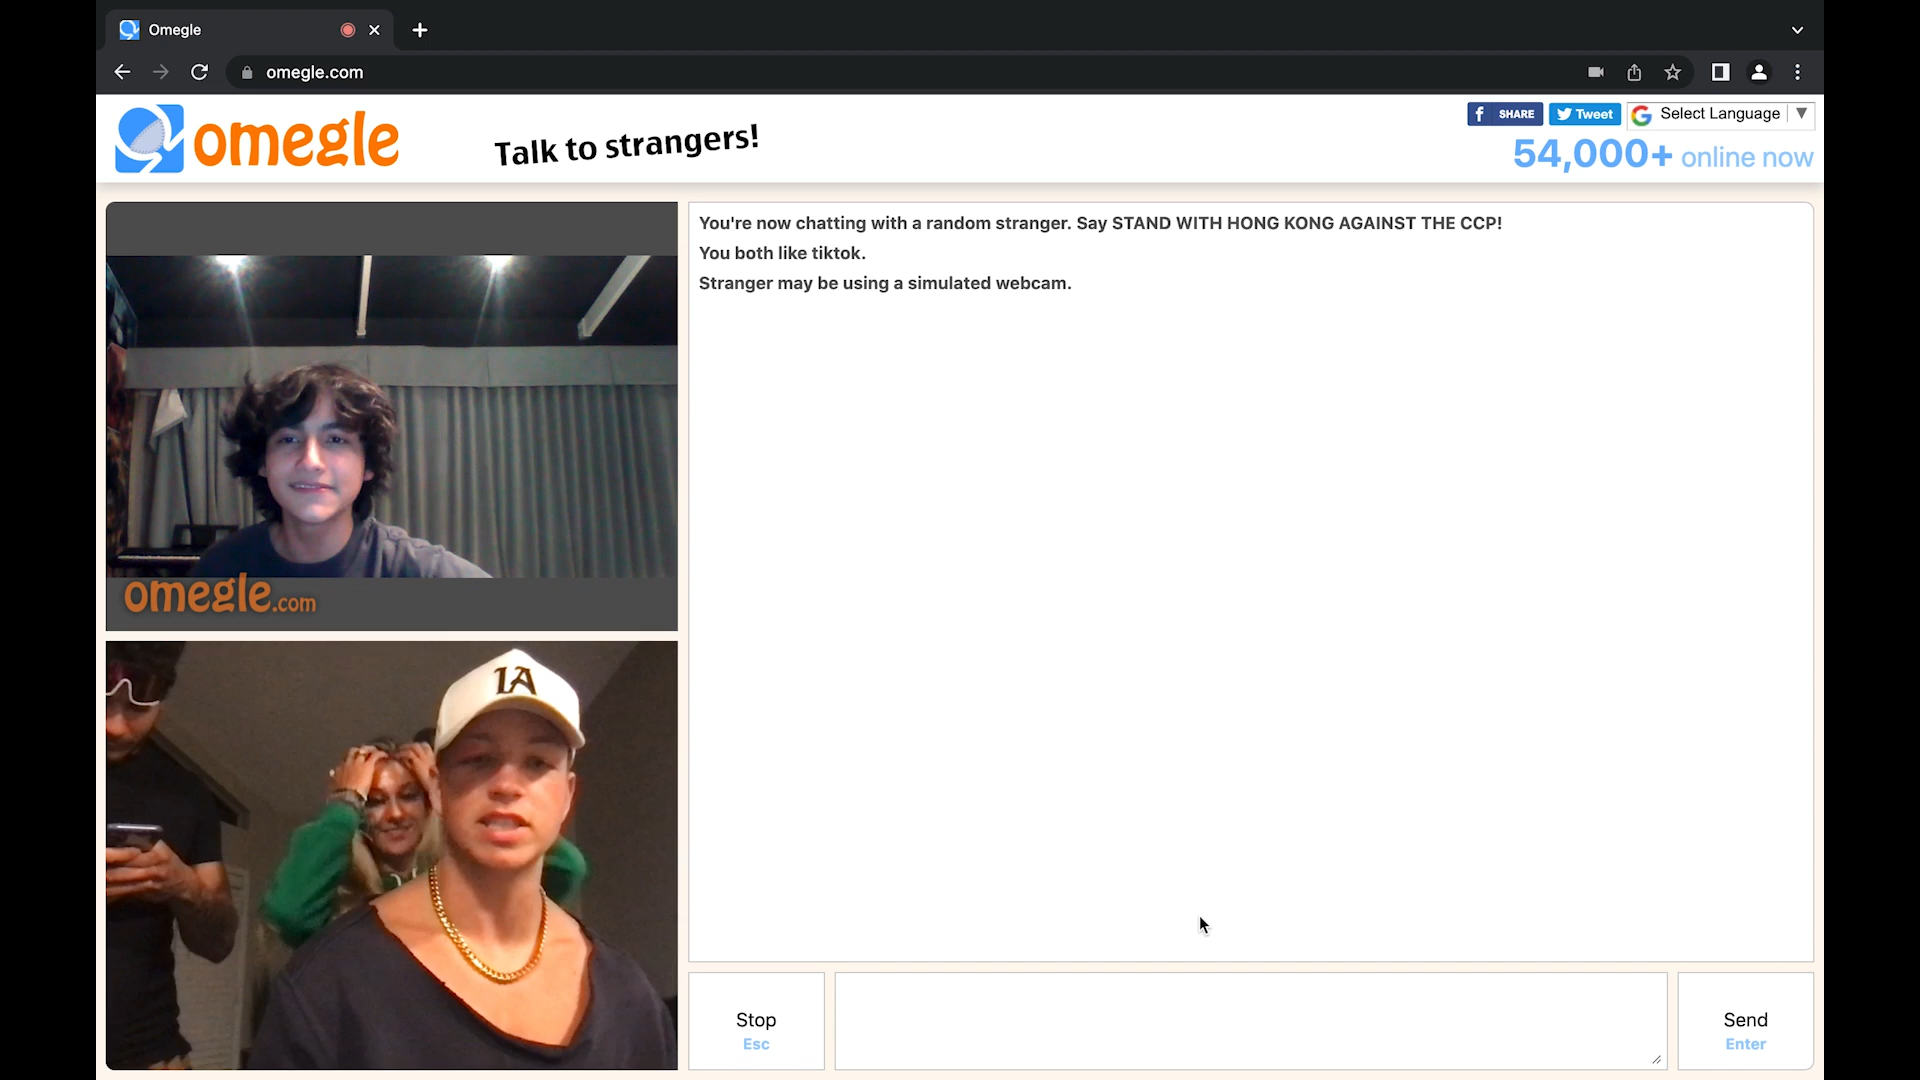 Omegle
omegle.com
omegle
Talk to strangers!
SHARE
Tweet
Select Language
54,000+ online now
You're now chatting with a random stranger. Say STAND WITH HONG KONG AGAINST THE CCP!
You both like tiktok.
Stranger may be using a simulated webcam.
omegle.com
LA
Stop
Esc
Send
Enter